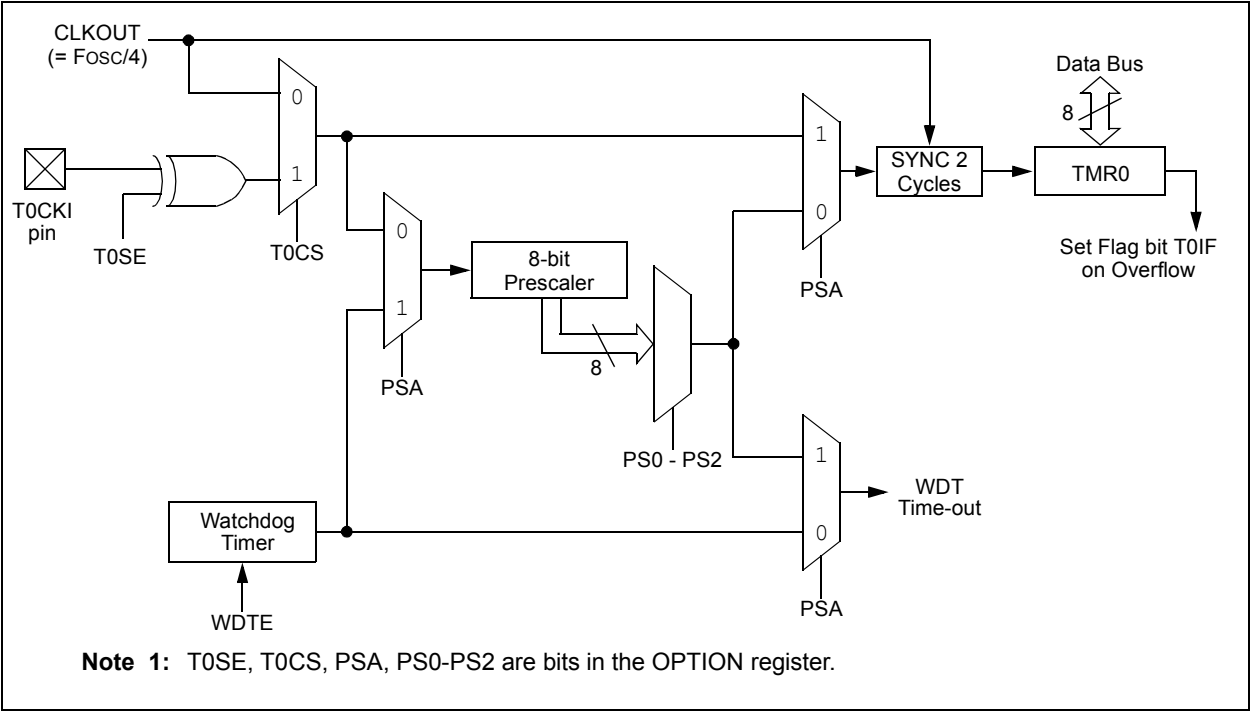 CLKOUT
(= FOSC/4)
Data Bus
8
0
1
1
0
SYNC 2
Cycles
TMR0
T0CKI
pin
T0SE
T0CS
0
1
8-bit
Prescaler
8
PSA
PSA
Set Flag bit T0IF
on Overflow
PS0 - PS2
1
0
WDT
Time-out
Watchdog
Timer
WDTE
PSA
Note 1: T0SE, T0CS, PSA, PS0-PS2 are bits in the OPTION register.